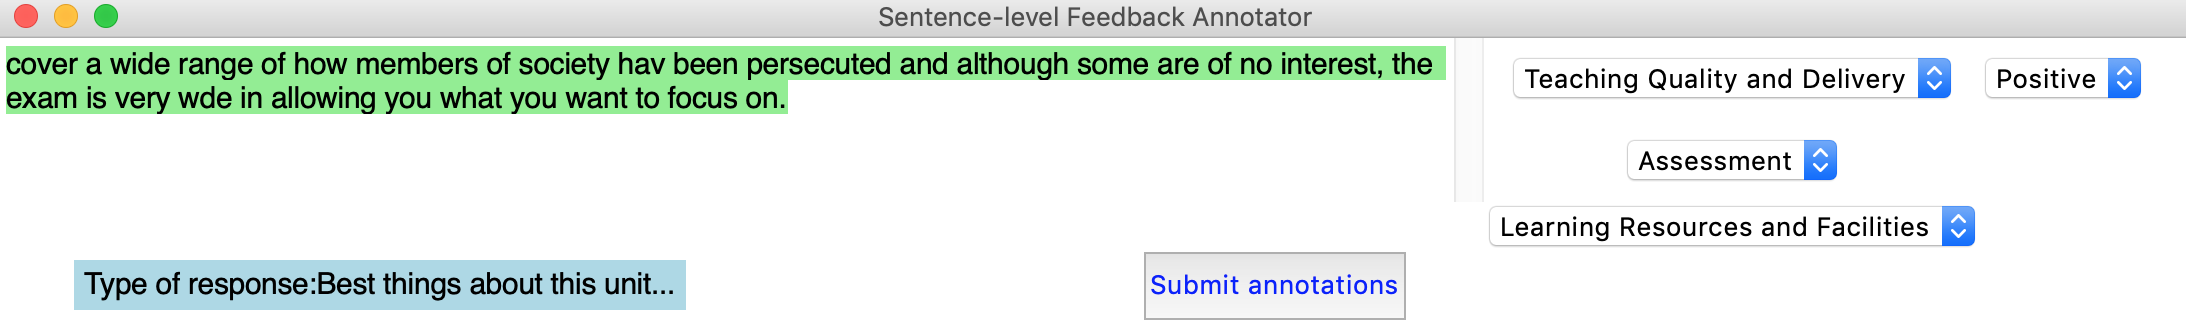 Sentence-level Feedback Annotator
cover a wide range of how members of society hav been persecuted and although some are of no interest, the
exam is very wde in allowing you what you want to focus on.
Teaching Quality and Delivery
Positive
Assessment
Learning Resources and Facilities
Type of response:Best things about this unit...
Submit annotations